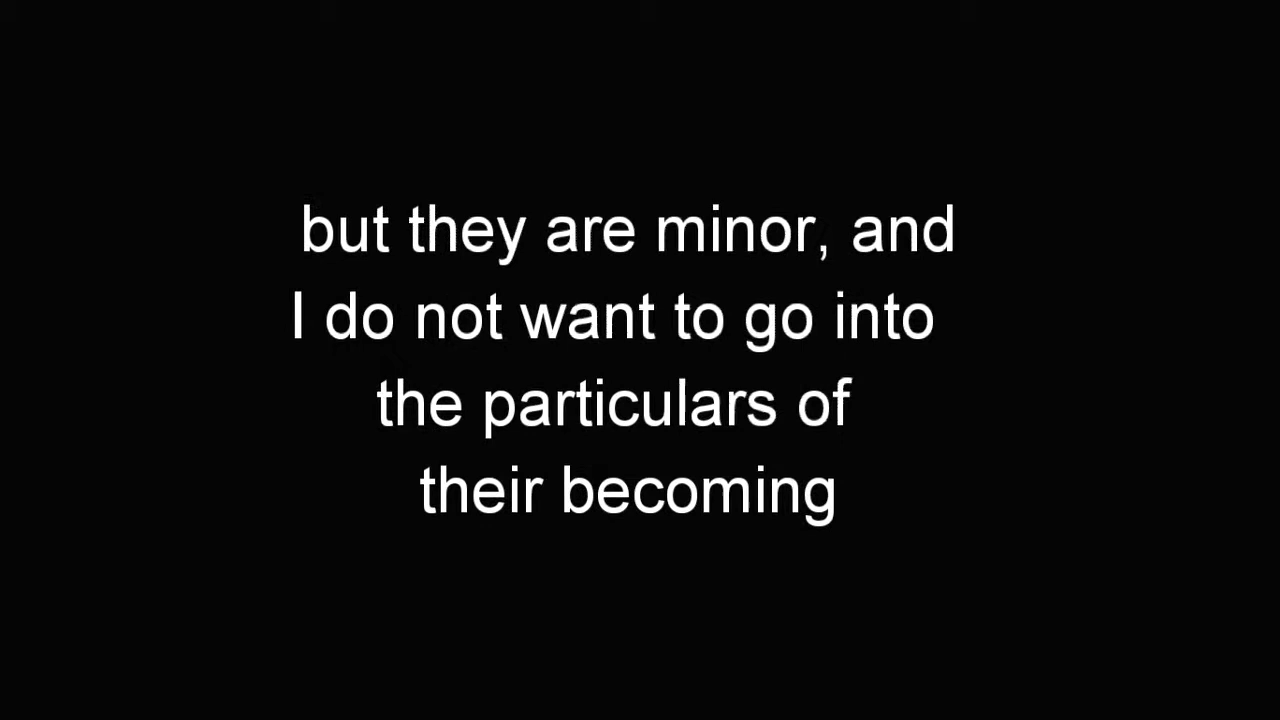 but they are minor, and
I do not want to go into
the particulars of
their becoming